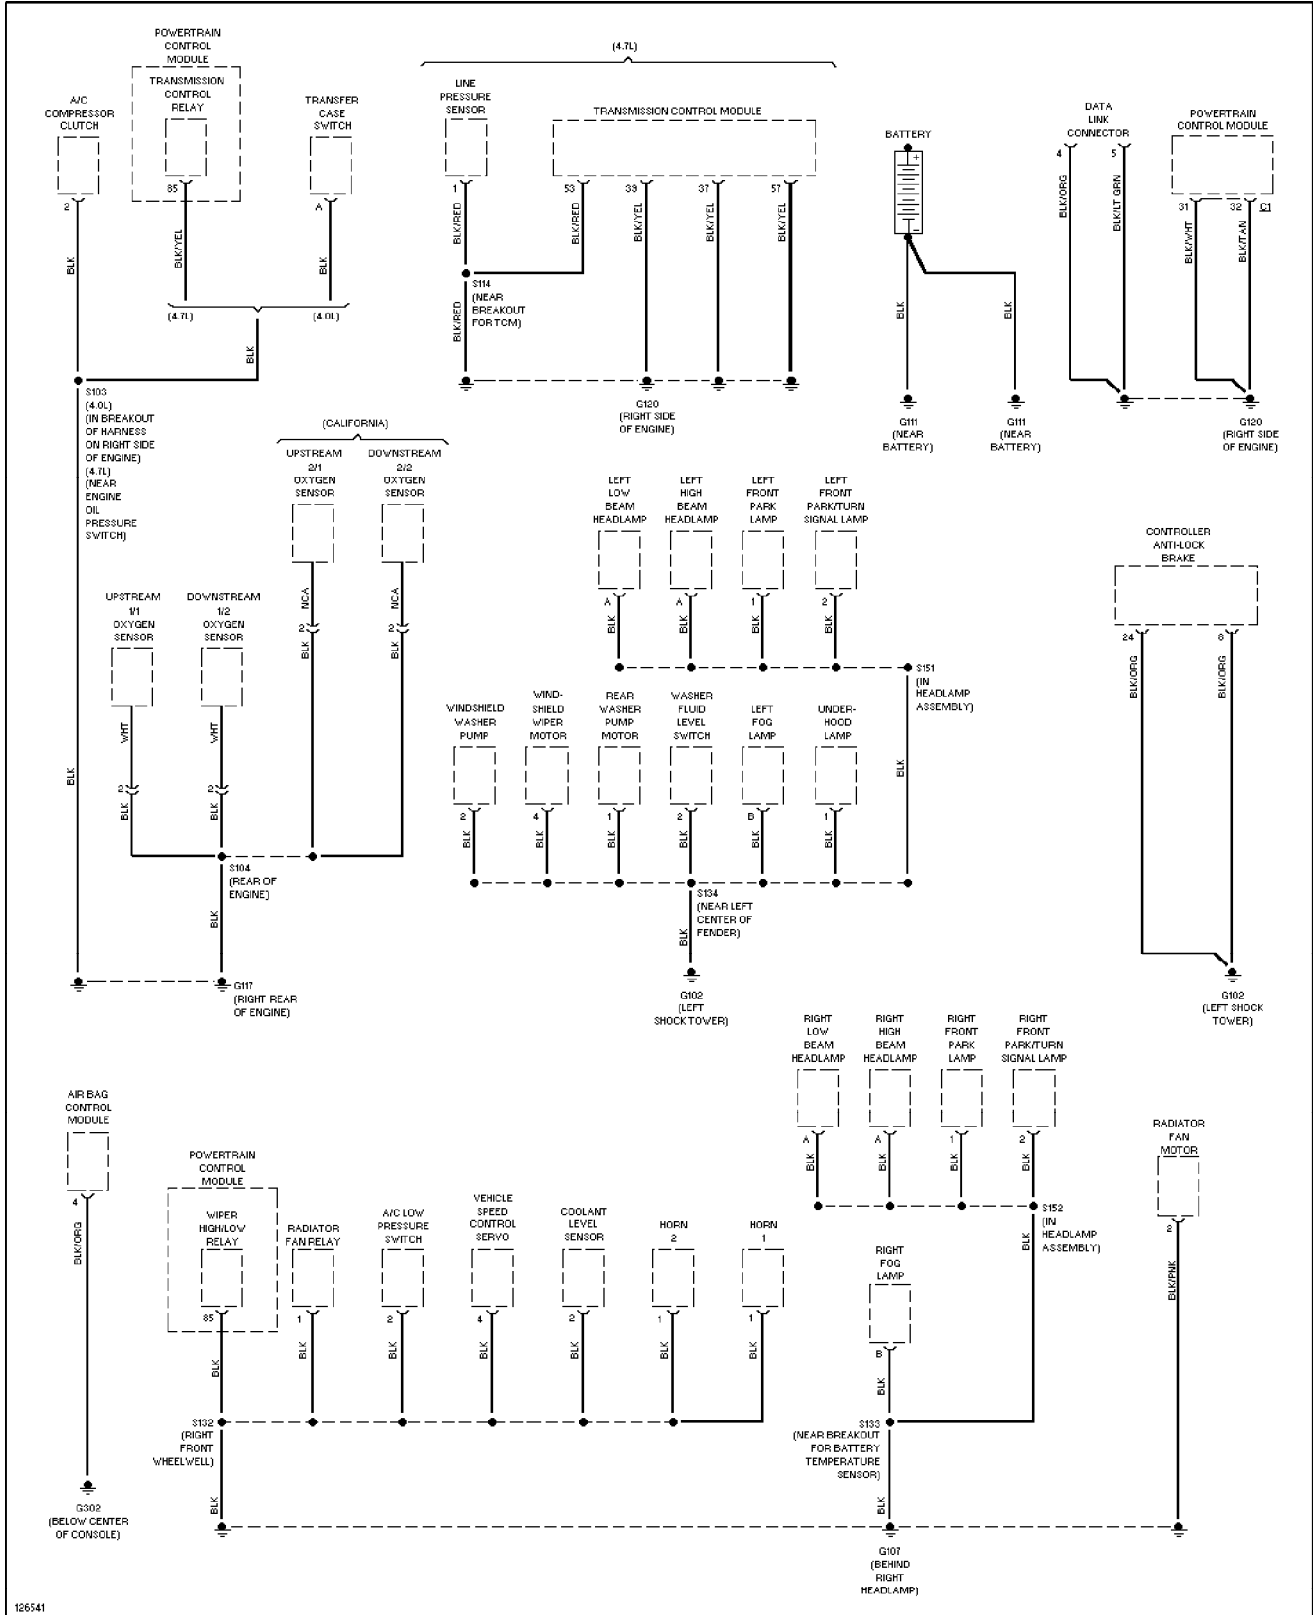 POWERTRAIN
CONTROL
MODULE
TRANSMISSION
CONTROL
RELAY
A/C
COMPRESSOR
CLUTCH
TRANSFER
CASE
SWITCH
2
85
A
BLK
BLK/YEL
BLK
(4.7L)
(4.0L)
BLK
S103
(4.0L)
(IN BREAKOUT
OF HARNESS
ON RIGHT SIDE
OF ENGINE)
(4.7L)
(NEAR
ENGINE
OIL
PRESSURE
SWITCH)
BLK
(4.7L)
LINE
PRESSURE
SENSOR
TRANSMISSION CONTROL MODULE
1
53
39
37
57
BLK/RED
BLK/RED
BLK/YEL
BLK/YEL
BLK/YEL
S114
(NEAR
BREAKOUT
FOR TCM)
BLK/RED
G120
(RIGHT SIDE
OF ENGINE)
BATTERY
+
-
BLK
BLK
G111
(NEAR
BATTERY)
G111
(NEAR
BATTERY)
DATA
LINK
CONNECTOR
4
5
BLK/ORG
BLK/LT GRN
POWERTRAIN
CONTROL MODULE
31
32
C1
BLK/WHT
BLK/TAN
G120
(RIGHT SIDE
OF ENGINE)
(CALIFORNIA)
UPSTREAM
2/1
OXYGEN
SENSOR
DOWNSTREAM
2/2
OXYGEN
SENSOR
NCA
NCA
2
2
BLK
BLK
UPSTREAM
1/1
OXYGEN
SENSOR
DOWNSTREAM
1/2
OXYGEN
SENSOR
WHT
WHT
2
2
BLK
BLK
S104
(REAR OF
ENGINE)
BLK
G117
(RIGHT REAR
OF ENGINE)
LEFT
LOW
BEAM
HEADLAMP
LEFT
HIGH
BEAM
HEADLAMP
LEFT
FRONT
PARK
LAMP
LEFT
FRONT
PARK/TURN
SIGNAL LAMP
A
A
1
2
BLK
BLK
BLK
BLK
S151
(IN
HEADLAMP
ASSEMBLY)
BLK
WINDSHIELD
WASHER
PUMP
WIND-
SHIELD
WIPER
MOTOR
REAR
WASHER
PUMP
MOTOR
WASHER
FLUID
LEVEL
SWITCH
LEFT
FOG
LAMP
UNDER-
HOOD
LAMP
2
4
1
2
B
1
BLK
BLK
BLK
BLK
BLK
BLK
S134
(NEAR LEFT
CENTER OF
FENDER)
BLK
G102
(LEFT
SHOCK TOWER)
CONTROLLER
ANTI-LOCK
BRAKE
24
8
BLK/ORG
BLK/ORG
G102
(LEFT SHOCK
TOWER)
AIR BAG
CONTROL
MODULE
4
BLK/ORG
G302
(BELOW CENTER
OF CONSOLE)
POWERTRAIN
CONTROL
MODULE
WIPER
HIGH/LOW
RELAY
RADIATOR
FAN RELAY
A/C LOW
PRESSURE
SWITCH
VEHICLE
SPEED
CONTROL
SERVO
COOLANT
LEVEL
SENSOR
HORN
2
HORN
1
85
1
2
4
2
1
1
BLK
BLK
BLK
BLK
BLK
BLK
BLK
S132
(RIGHT
FRONT
WHEELWELL)
BLK
RIGHT
LOW
BEAM
HEADLAMP
RIGHT
HIGH
BEAM
HEADLAMP
RIGHT
FRONT
PARK
LAMP
RIGHT
FRONT
PARK/TURN
SIGNAL LAMP
A
A
1
2
BLK
BLK
BLK
BLK
S152
(IN
HEADLAMP
ASSEMBLY)
BLK
RIGHT
FOG
LAMP
B
BLK
S133
(NEAR BREAKOUT
FOR BATTERY
TEMPERATURE
SENSOR)
BLK
G107
(BEHIND
RIGHT
HEADLAMP)
RADIATOR
FAN
MOTOR
2
BLK/PNK
126541